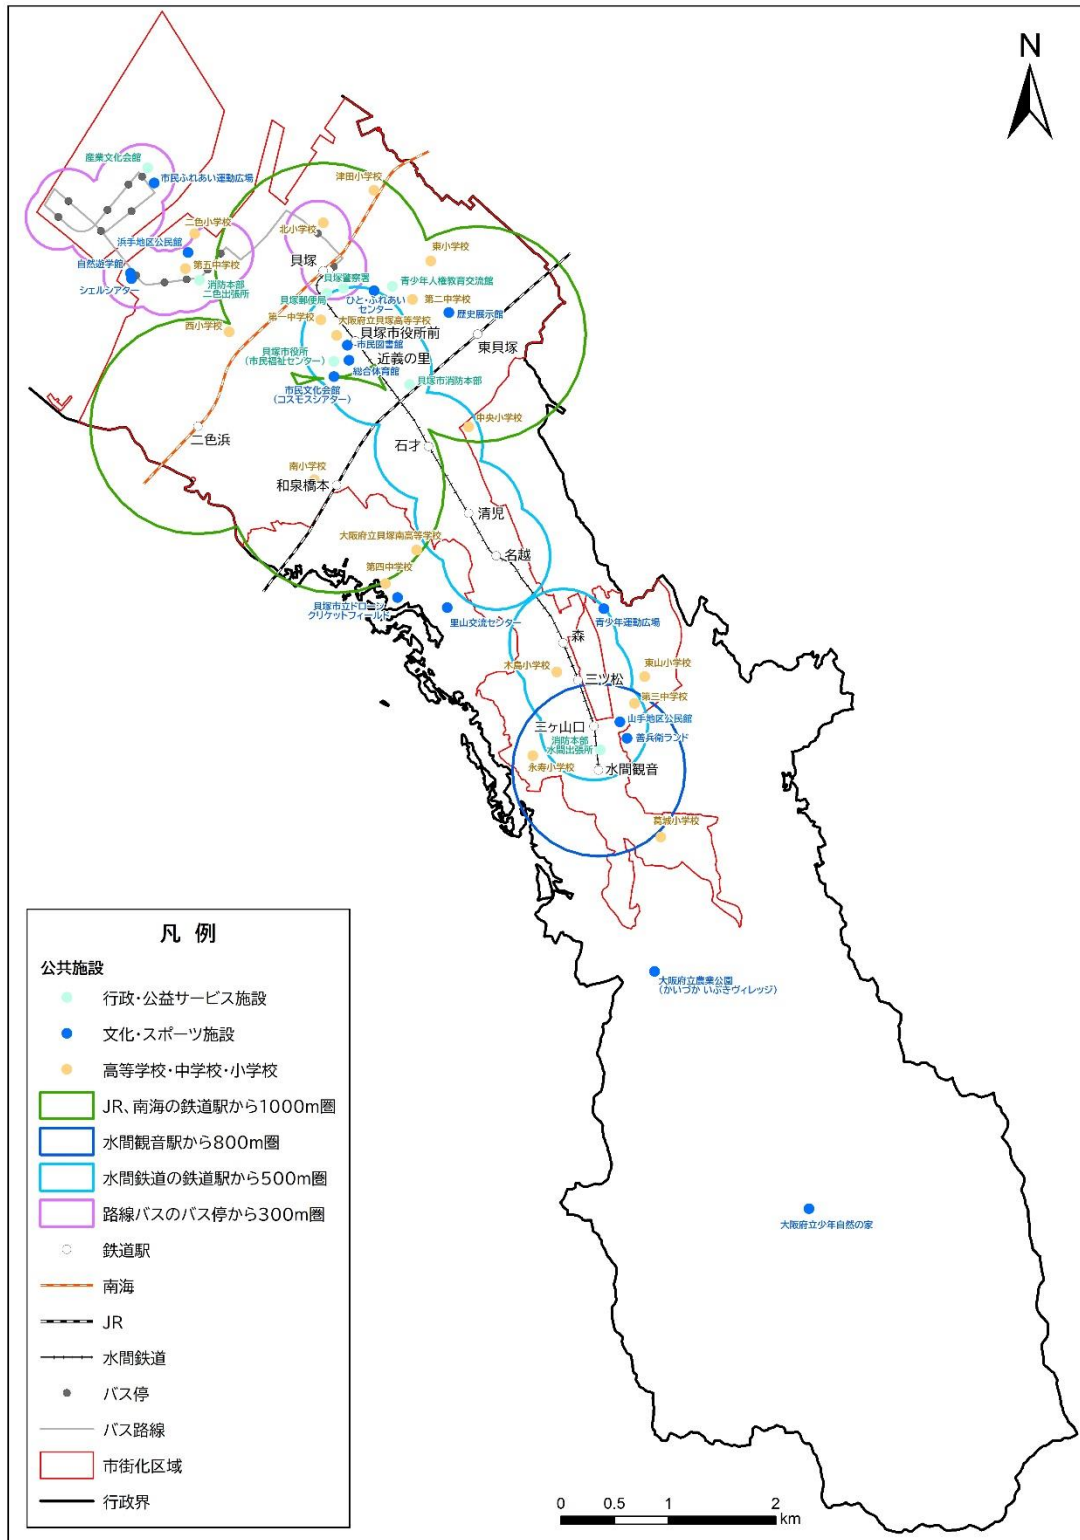 N
産業文化会館
市民ふれあい運動広場
津田小学校
二色小学校
北小学校
浜手地区公民館
東小学校
自然遊学館
第五中学校
シェルシアター
消防本部
二色出張所
貝塚
貝塚警察署
青少年人権教育交流館
貝塚郵便局
ひと・ふれあい
センター
第二中学校
歴史展示館
第一中学校
大阪府立貝塚高等学校
西小学校
貝塚市役所前
市民図書館
東貝塚
貝塚市役所
(市民福祉センター)
近義の里
総合体育館
貝塚市消防本部
市民文化会館
(コスモスシアター)
中央小学校
二色浜
石才
南小学校
和泉橋本
清児
大阪府立貝塚南高等学校
名越
第四中学校
貝塚市立ドローン・
クリケットフィールド
里山交流センター
青少年運動広場
森
木島小学校
東山小学校
三ツ松
第三中学校
山手地区公民館
三ヶ山口
善兵衛ランド
消防本部
水間出張所
永寿小学校
水間観音
葛城小学校
大阪府立農業公園
(かいづか いぶきヴィレッジ)
大阪府立少年自然の家
凡 例
公共施設
行政・公益サービス施設
文化・スポーツ施設
高等学校・中学校・小学校
JR、南海の鉄道駅から1000m圏
水間観音駅から800m圏
水間鉄道の鉄道駅から500m圏
路線バスのバス停から300m圏
鉄道駅
南海
JR
水間鉄道
バス停
バス路線
市街化区域
行政界
0 0.5 1 2
km